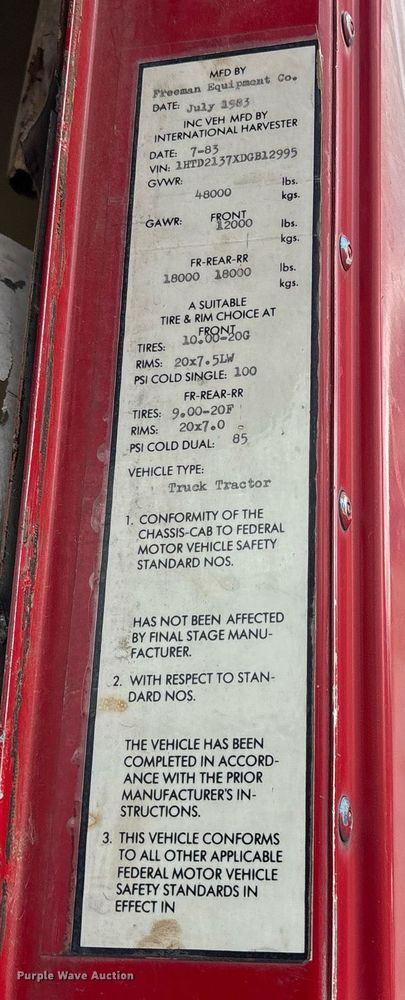 MFD BY
Freeman Equipment Co.
DATE: July 1983
INC VEH MFD BY
INTERNATIONAL HARVESTER
DATE: 7-83
VIN: 1HTD2137XDGB12995
GVWR: lbs.
48000 kgs.
GAWR: FRONT
12000 lbs.
kgs.
FR-REAR-RR
18000 18000 lbs.
kgs.
A SUITABLE
TIRE & RIM CHOICE AT
FRONT
TIRES: 10.00-20G
RIMS: 20x7.5LW
PSI COLD SINGLE: 100
FR-REAR-RR
TIRES: 9.00-20F
RIMS: 20x7.0
PSI COLD DUAL: 85
VEHICLE TYPE:
Truck Tractor
1. CONFORMITY OF THE
CHASSIS-CAB TO FEDERAL
MOTOR VEHICLE SAFETY
STANDARD NOS.
HAS NOT BEEN AFFECTED
BY FINAL STAGE MANU-
FACTURER.
2. WITH RESPECT TO STAN-
DARD NOS.
THE VEHICLE HAS BEEN
COMPLETED IN ACCORD-
ANCE WITH THE PRIOR
MANUFACTURER'S IN-
STRUCTIONS.
3. THIS VEHICLE CONFORMS
TO ALL OTHER APPLICABLE
FEDERAL MOTOR VEHICLE
SAFETY STANDARDS IN
EFFECT IN
Purple Wave Auction